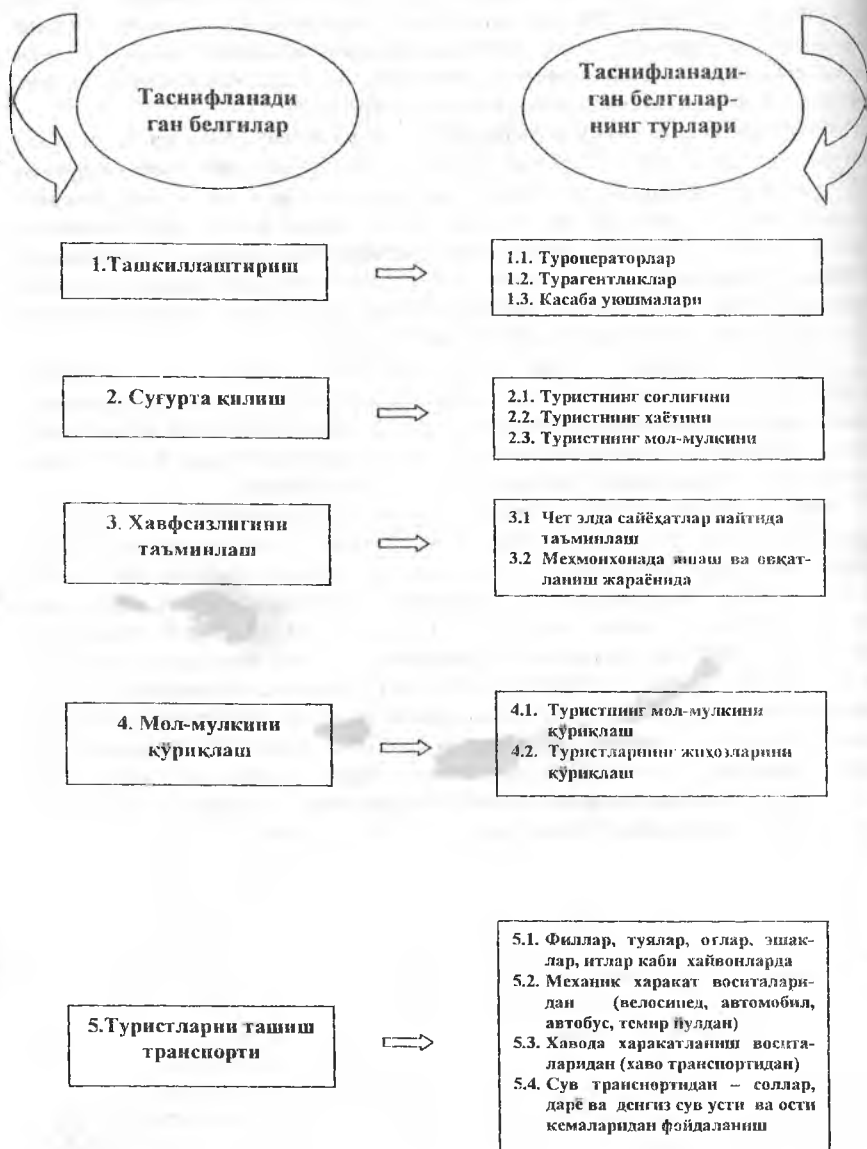 Таснифланади
ган белгилар
Таснифланади-
ган белгилар-
нинг турлари
1.Ташкиллаштириш
1.1. Туроператорлар
1.2. Турагентликлар
1.3. Касаба уюшмалари
2. Суғурта қилиш
2.1. Туристнинг соғлиғини
2.2. Туристнинг хаётини
2.3. Туристнинг мол-мулкини
3. Хавфсизлигини
таъминлаш
3.1 Чет элда сайёҳатлар пайтида
таъминлаш
3.2 Меҳмонхонада яшаш ва овқат-
ланиш жараёнида
4. Мол-мулкини
қўриқлаш
4.1. Туристнинг мол-мулкини
қўриқлаш
4.2. Туристларнинг жиҳозларини
қўриқлаш
5.Туристларни ташиш
транспорти
5.1. Филлар, туялар, отлар, эшак-
лар, итлар каби хайвонларда
5.2. Механик харакат воситалари-
дан (велосипед, автомобил,
автобус, темир йулдан)
5.3. Хавода харакатланиш восита-
ларидан (хаво транспортидан)
5.4. Сув транспортидан – соллар,
дарё ва денгиз сув усти ва ости
кемаларидан фойдаланиш